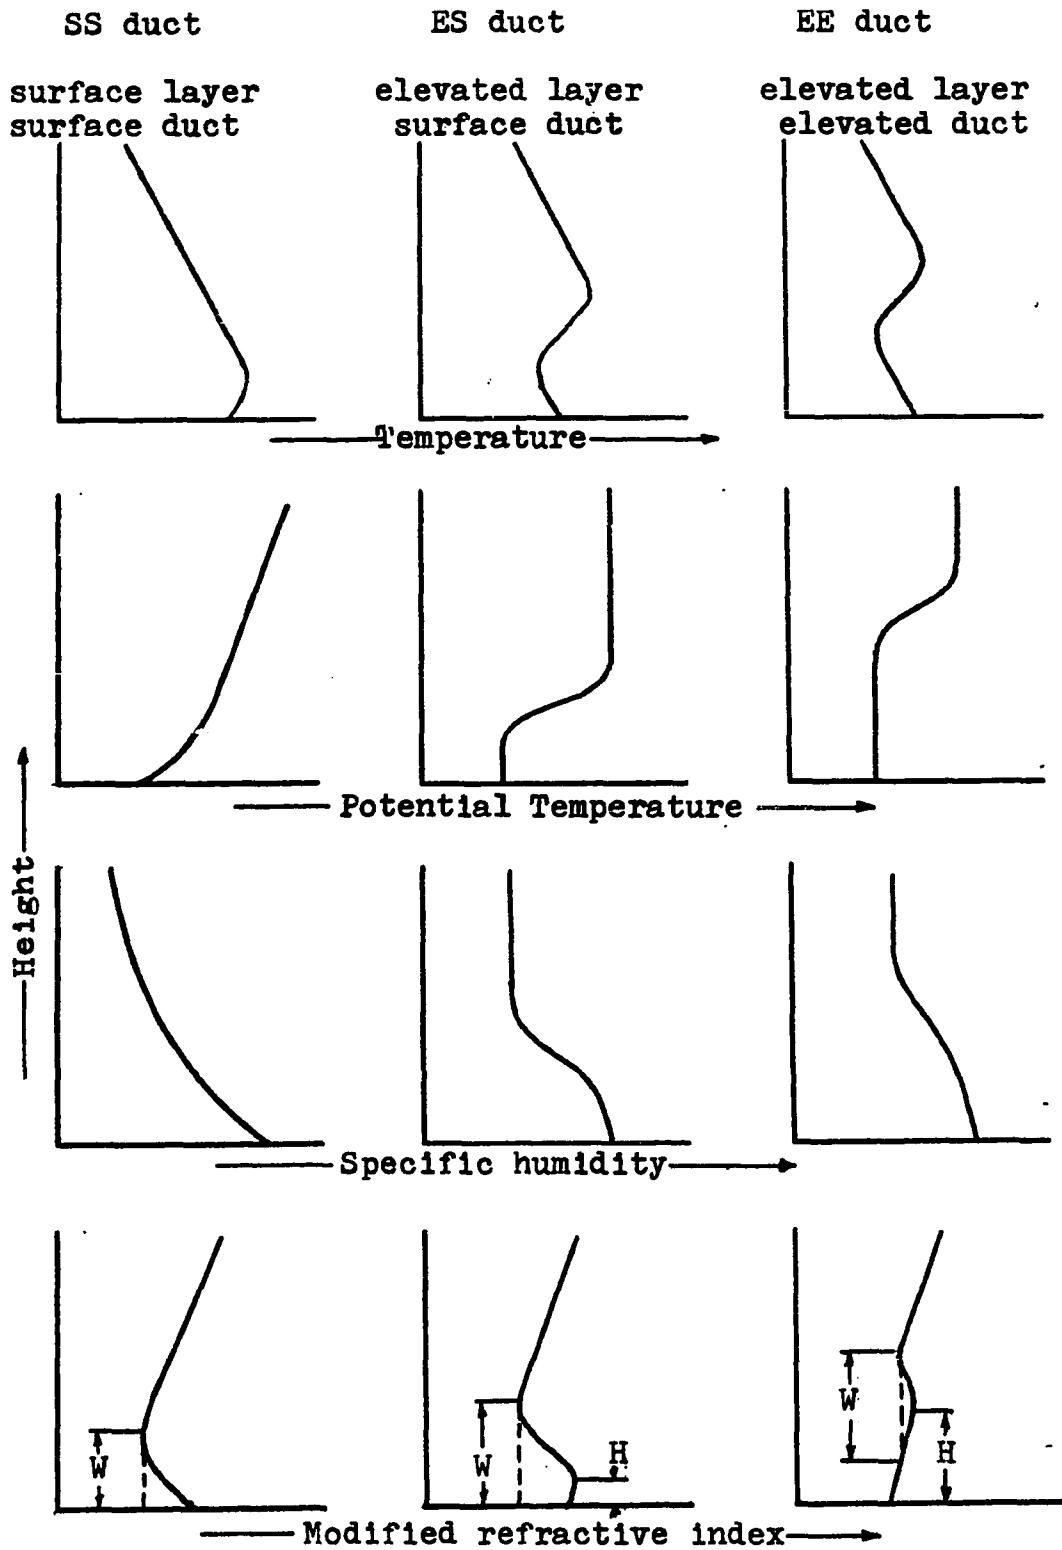 SS duct
ES duct
EE duct
surface layer
surface duct
elevated layer
surface duct
elevated layer
elevated duct
Temperature
Potential Temperature
Height
Specific humidity
W
W
H
W
H
Modified refractive index